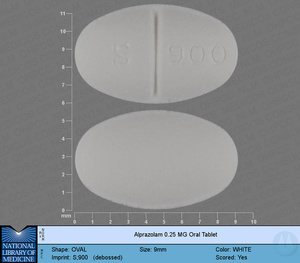 S 900
11
10
9
8
7
6
5
4
3
2
1
0
mm 0 1 2 3 4 5 6 7 8 9 10
NATIONAL
LIBRARY OF
MEDICINE
Alprazolam 0.25 MG Oral Tablet
Shape: OVAL Size: 9mm Color: WHITE
Imprint: S;900 (debossed) Scored: Yes